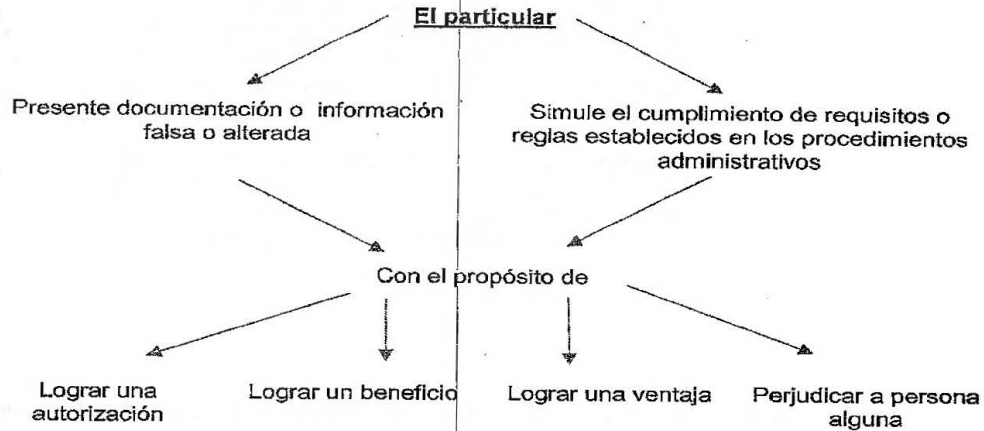 El particular
Presente documentación o información
falsa o alterada
Simule el cumplimiento de requisitos o
reglas establecidos en los procedimientos
administrativos
Con el propósito de
Lograr una
autorización
Lograr un beneficio
Lograr una ventaja
Perjudicar a persona
alguna